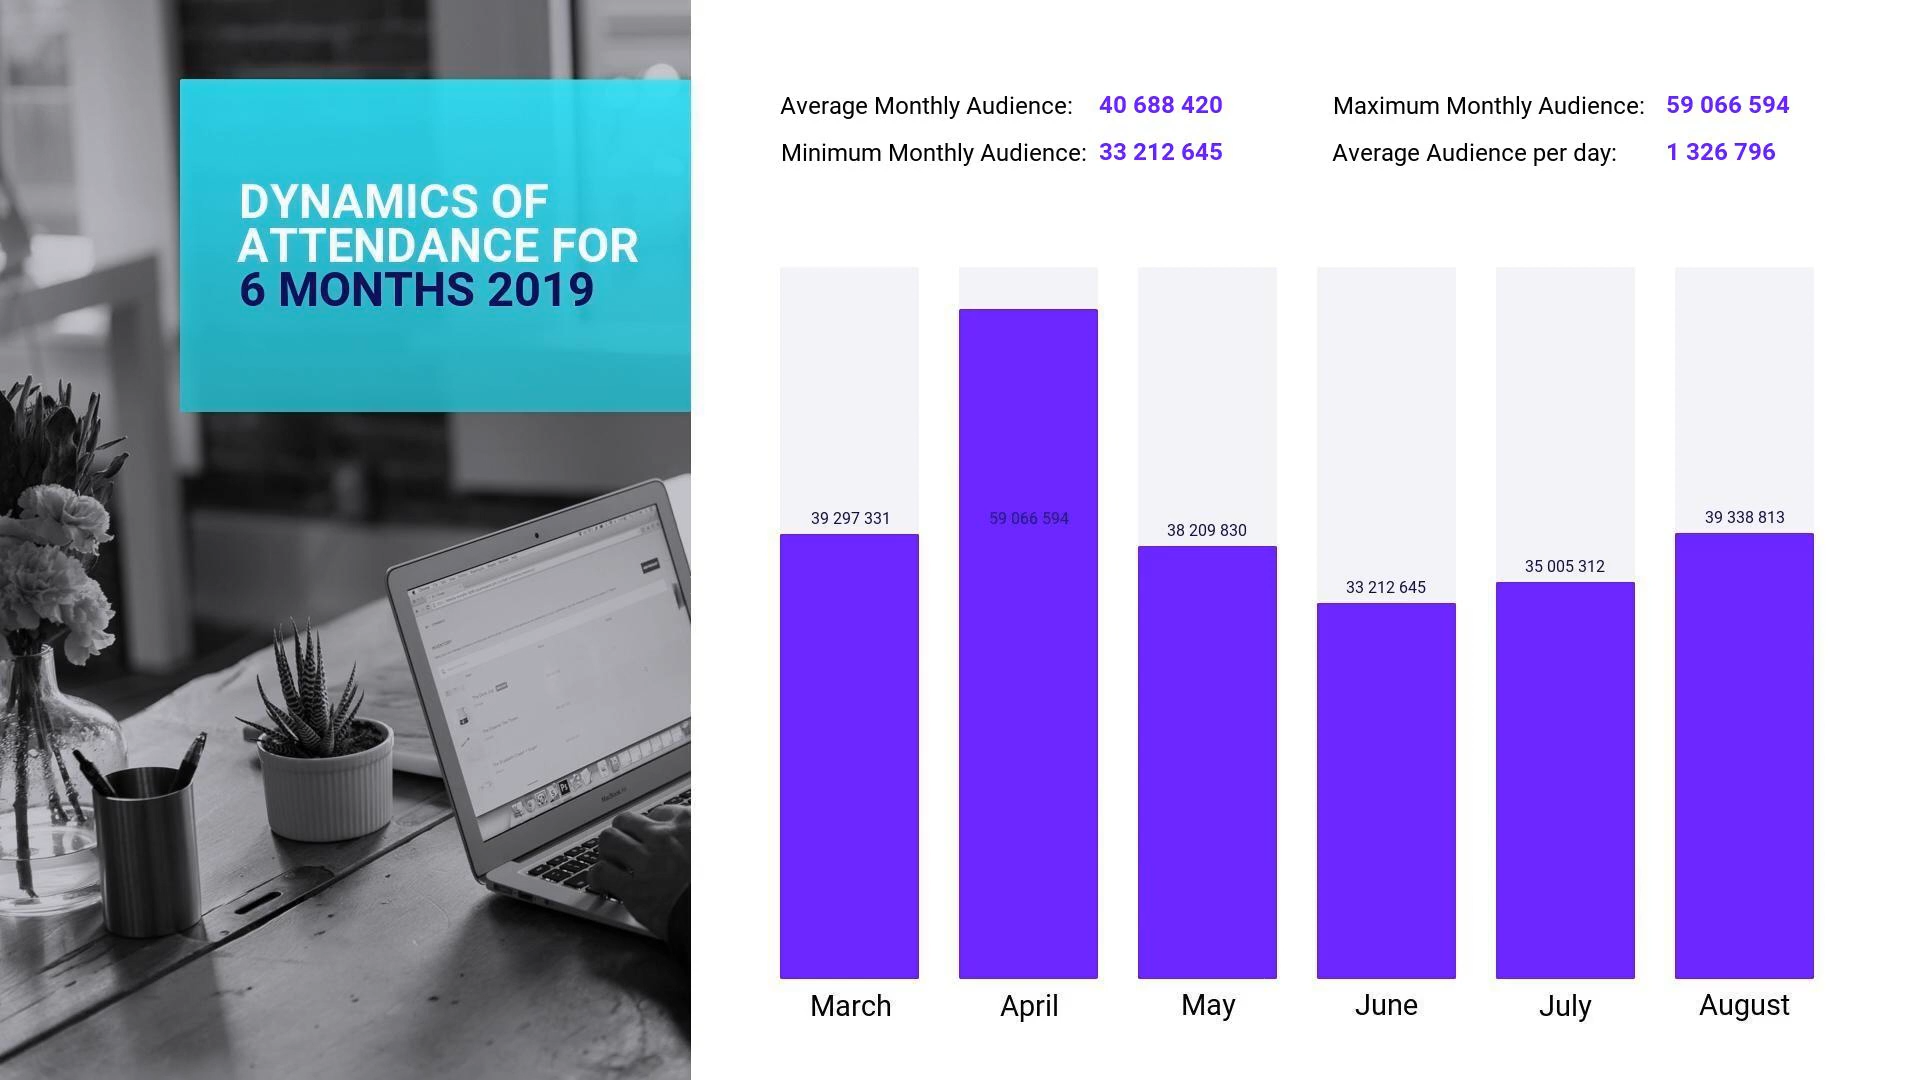 DYNAMICS OF
ATTENDANCE FOR
6 MONTHS 2019
Average Monthly Audience: 40 688 420
Minimum Monthly Audience: 33 212 645
Maximum Monthly Audience: 59 066 594
Average Audience per day: 1 326 796
39 297 331
59 066 594
38 209 830
33 212 645
35 005 312
39 338 813
March
April
May
June
July
August